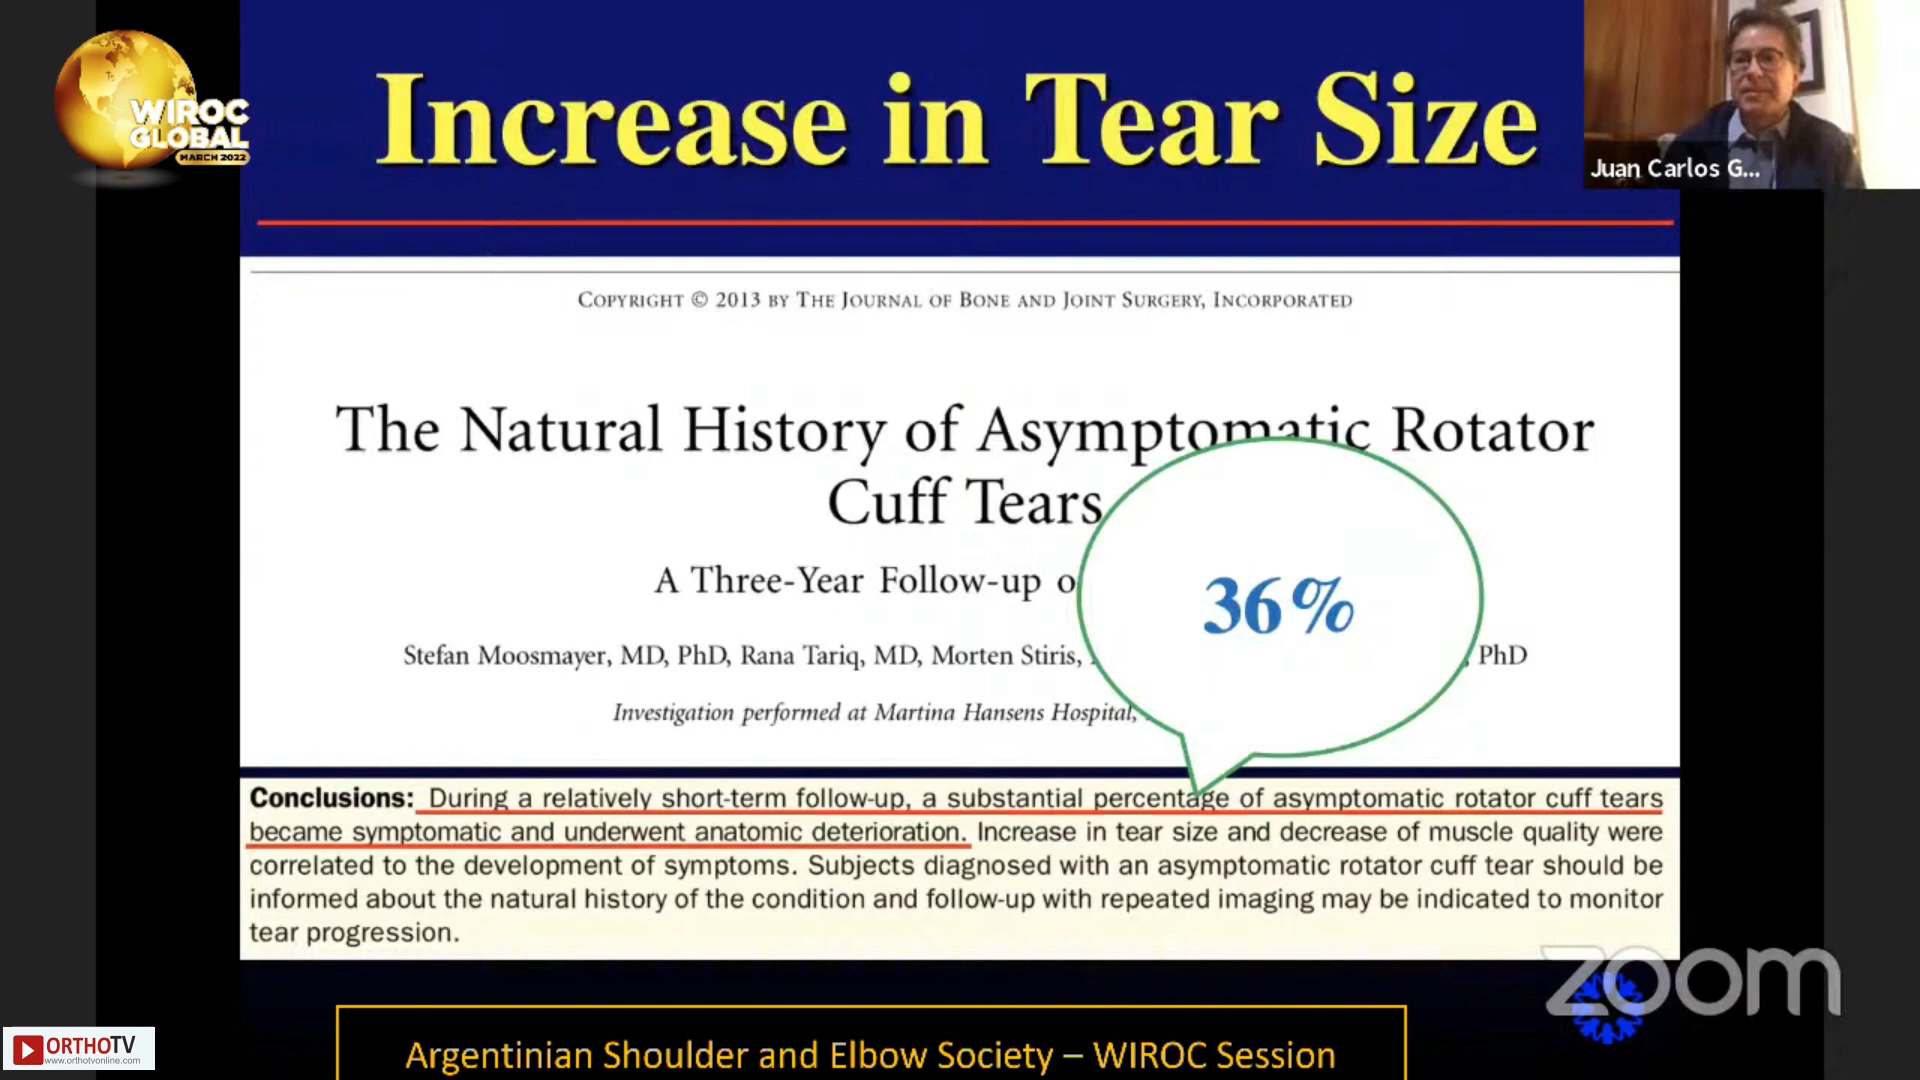 WIROC
GLOBAL
MARCH 2022
Increase in Tear Size
Juan Carlos G...
COPYRIGHT © 2013 BY THE JOURNAL OF BONE AND JOINT SURGERY, INCORPORATED
The Natural History of Asymptomatic Rotator
Cuff Tears
A Three-Year Follow-up
36%
Stefan Moosmayer, MD, PhD, Rana Tariq, MD, Morten Stiris, PhD
Investigation performed at Martina Hansens Hospital,
Conclusions: During a relatively short-term follow-up, a substantial percentage of asymptomatic rotator cuff tears
became symptomatic and underwent anatomic deterioration. Increase in tear size and decrease of muscle quality were
correlated to the development of symptoms. Subjects diagnosed with an asymptomatic rotator cuff tear should be
informed about the natural history of the condition and follow-up with repeated imaging may be indicated to monitor
tear progression.
zoom
ORTHOTV
www.orthotvonline.com
Argentinian Shoulder and Elbow Society – WIROC Session